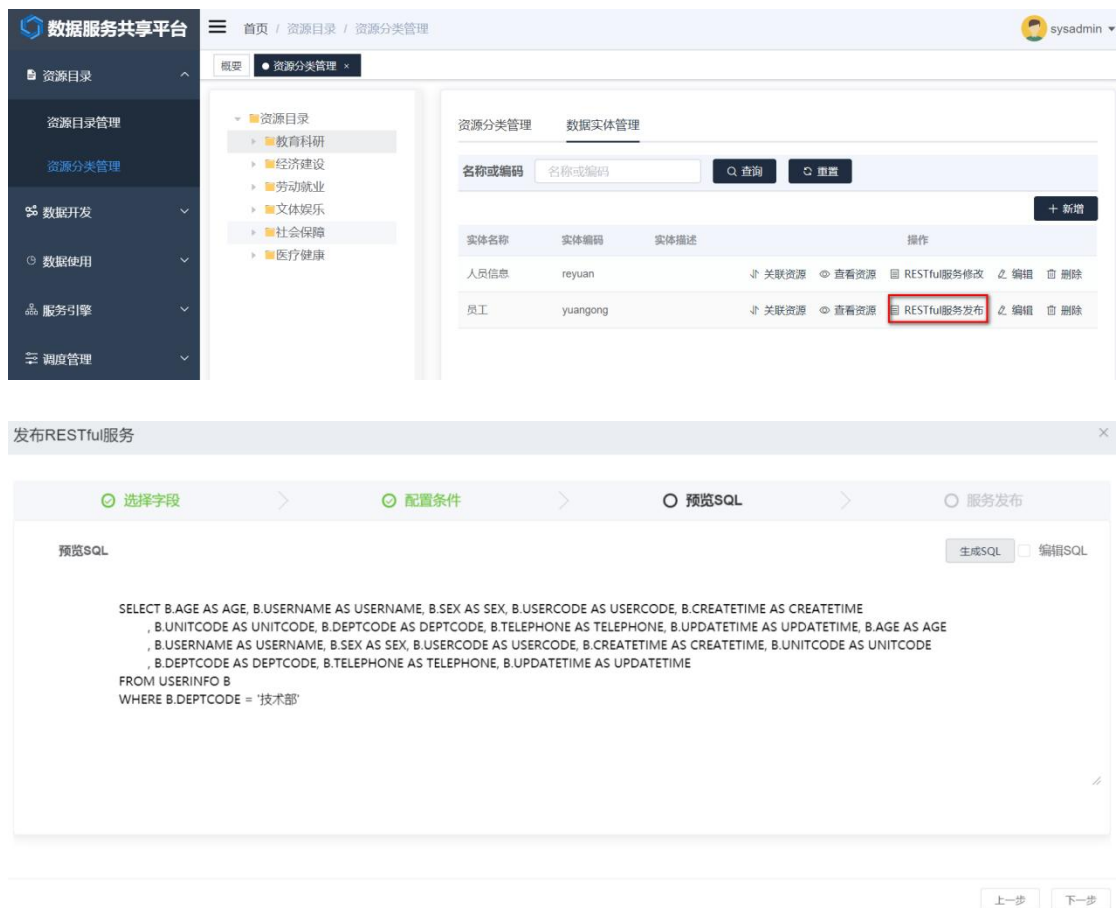 数据服务共享平台
首页 / 资源目录 / 资源分类管理
sysadmin
概要
资源分类管理 ×
资源目录
资源目录管理
资源分类管理
数据开发
数据使用
服务引擎
调度管理
资源目录
教育科研
经济建设
劳动就业
文体娱乐
社会保障
医疗健康
资源分类管理 数据实体管理
名称或编码 名称或编码 查询 重置
+ 新增
实体名称 实体编码 实体描述 操作
人员信息 reyuan 关联资源 查看资源 RESTful服务修改 编辑 删除
员工 yuangong 关联资源 查看资源 RESTful服务发布 编辑 删除
发布RESTful服务 ×
选择字段 配置条件 预览SQL 服务发布
预览SQL 生成SQL 编辑SQL
SELECT B.AGE AS AGE, B.USERNAME AS USERNAME, B.SEX AS SEX, B.USERCODE AS USERCODE, B.CREATETIME AS CREATETIME
, B.UNITCODE AS UNITCODE, B.DEPTCODE AS DEPTCODE, B.TELEPHONE AS TELEPHONE, B.UPDATETIME AS UPDATETIME, B.AGE AS AGE
, B.USERNAME AS USERNAME, B.SEX AS SEX, B.USERCODE AS USERCODE, B.CREATETIME AS CREATETIME, B.UNITCODE AS UNITCODE
, B.DEPTCODE AS DEPTCODE, B.TELEPHONE AS TELEPHONE, B.UPDATETIME AS UPDATETIME
FROM USERINFO B
WHERE B.DEPTCODE = '技术部'
上一步 下一步